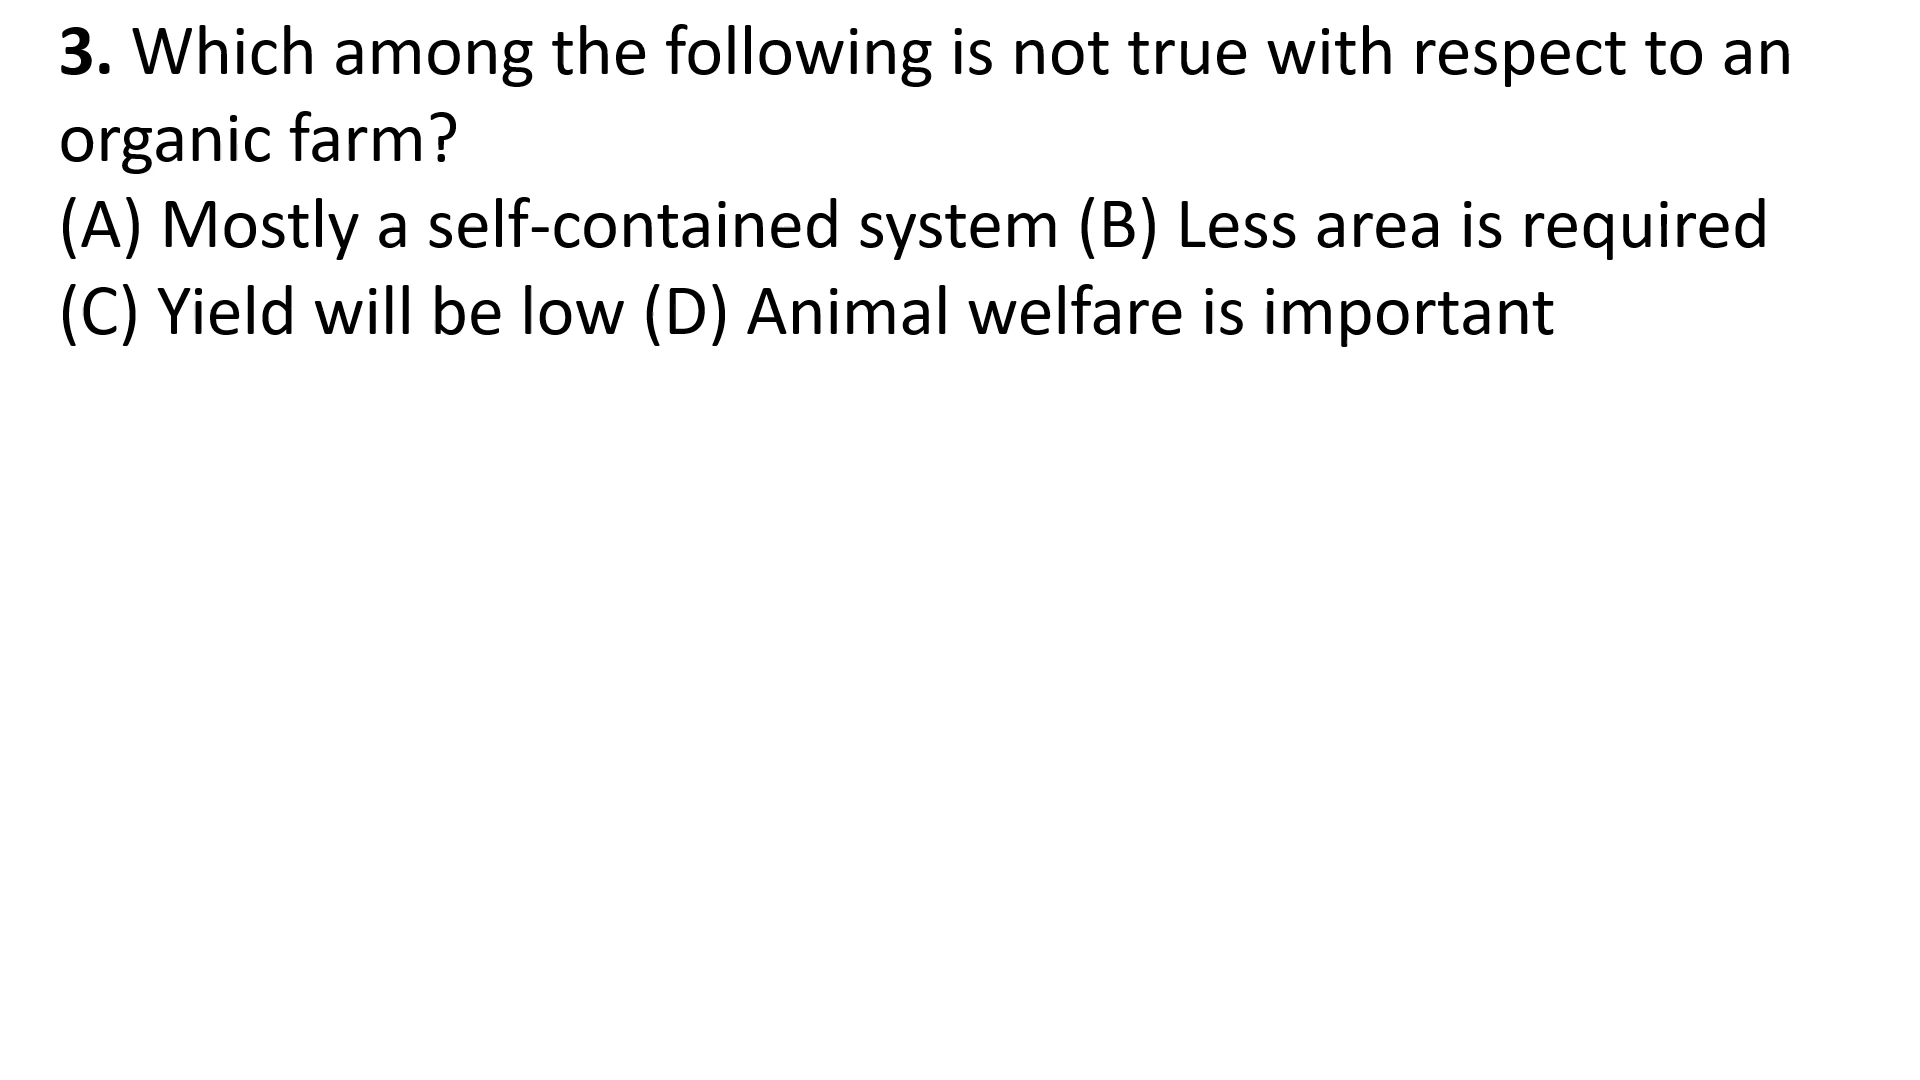 3. Which among the following is not true with respect to an
organic farm?
(A) Mostly a self-contained system (B) Less area is required
(C) Yield will be low (D) Animal welfare is important